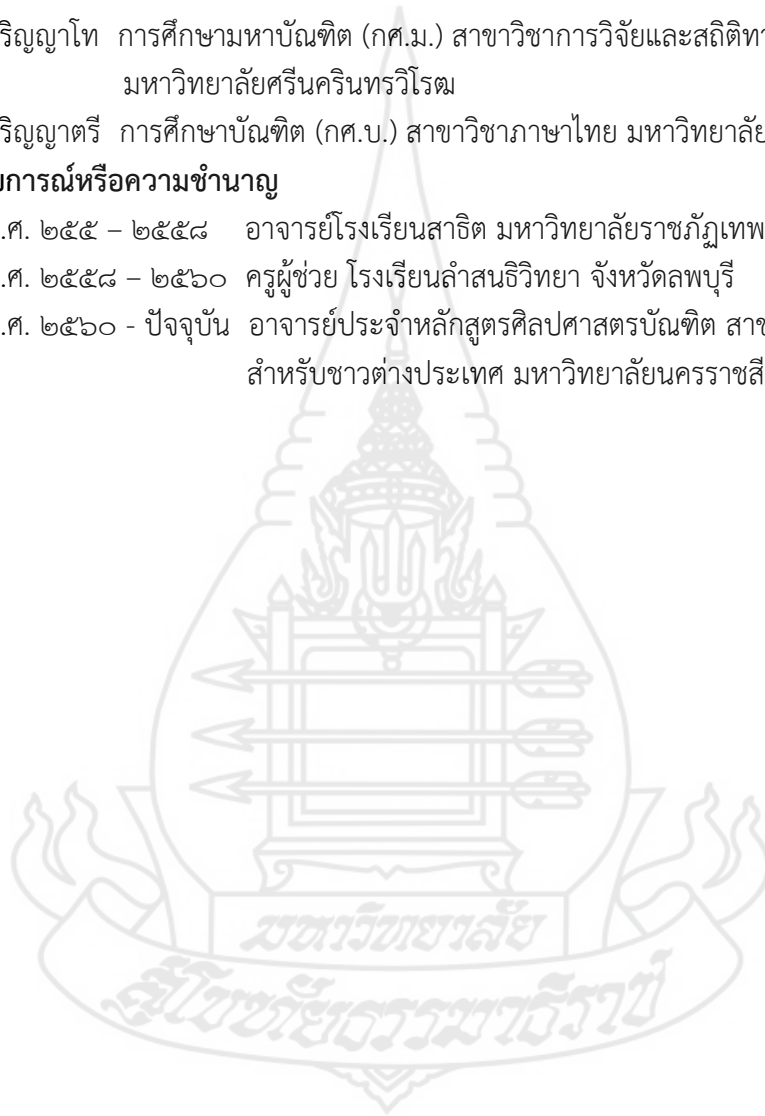 ริญญาโท การศึกษามหาบัณฑิต (กศ.ม.) สาขาวิชาการวิจัยและสถิติทา
มหาวิทยาลัยศรีนครินทรวิโรฒ
ริญญาตรี การศึกษาบัณฑิต (กศ.บ.) สาขาวิชาภาษาไทย มหาวิทยาลัย
การณ์หรือความชำนาญ
.ศ. ๒๕๕ – ๒๕๕๘ อาจารย์โรงเรียนสาธิต มหาวิทยาลัยราชภัฏเทพ
.ศ. ๒๕๕๘ – ๒๕๖๐ ครูผู้ช่วย โรงเรียนลำสนธิวิทยา จังหวัดลพบุรี
.ศ. ๒๕๖๐ - ปัจจุบัน อาจารย์ประจำหลักสูตรศิลปศาสตรบัณฑิต สาข
สำหรับชาวต่างประเทศ มหาวิทยาลัยนครราชสี
มหาวิทยาลัย
สุโขทัยธรรมาธิราช